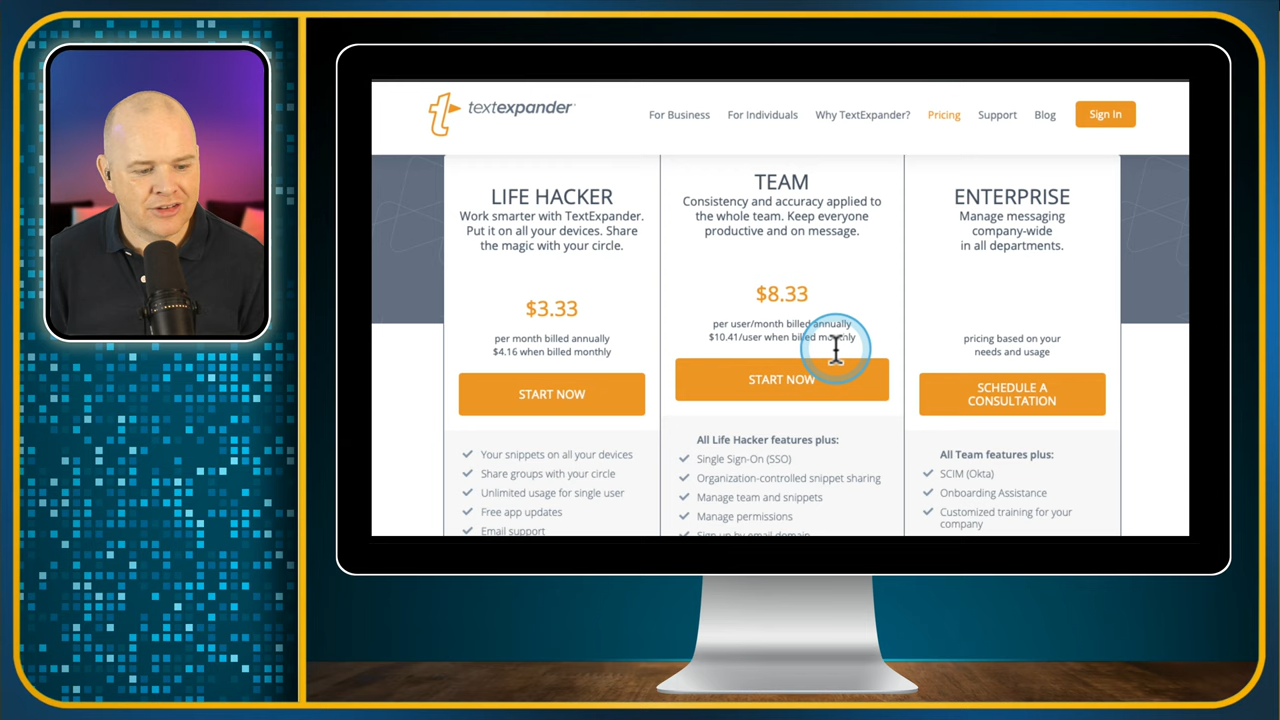 textexpander
For Business
For Individuals
Why TextExpander?
Pricing
Support
Blog
Sign In
LIFE HACKER
Work smarter with TextExpander.
Put it on all your devices. Share
the magic with your circle.
$3.33
per month billed annually
$4.16 when billed monthly
START NOW
Your snippets on all your devices
Share groups with your circle
Unlimited usage for single user
Free app updates
Email support
TEAM
Consistency and accuracy applied to
the whole team. Keep everyone
productive and on message.
$8.33
per user/month billed annually
$10.41/user when billed monthly
START NOW
All Life Hacker features plus:
Single Sign-On (SSO)
Organization-controlled snippet sharing
Manage team and snippets
Manage permissions
Sign up by email domain
ENTERPRISE
Manage messaging
company-wide
in all departments.
pricing based on your
needs and usage
SCHEDULE A
CONSULTATION
All Team features plus:
SCIM (Okta)
Onboarding Assistance
Customized training for your
company